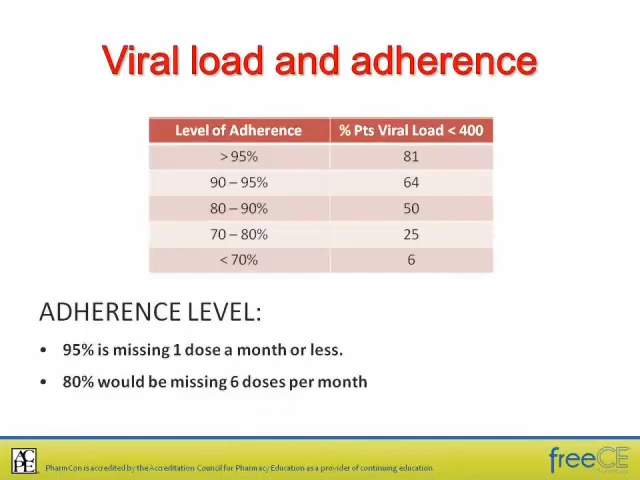 Viral load and adherence
Level of Adherence % Pts Viral Load < 400
> 95% 81
90 – 95% 64
80 – 90% 50
70 – 80% 25
< 70% 6
ADHERENCE LEVEL:
• 95% is missing 1 dose a month or less.
• 80% would be missing 6 doses per month
ACPE PharmCon is accredited by the Accreditation Council for Pharmacy Education as a provider of continuing education. freeCE